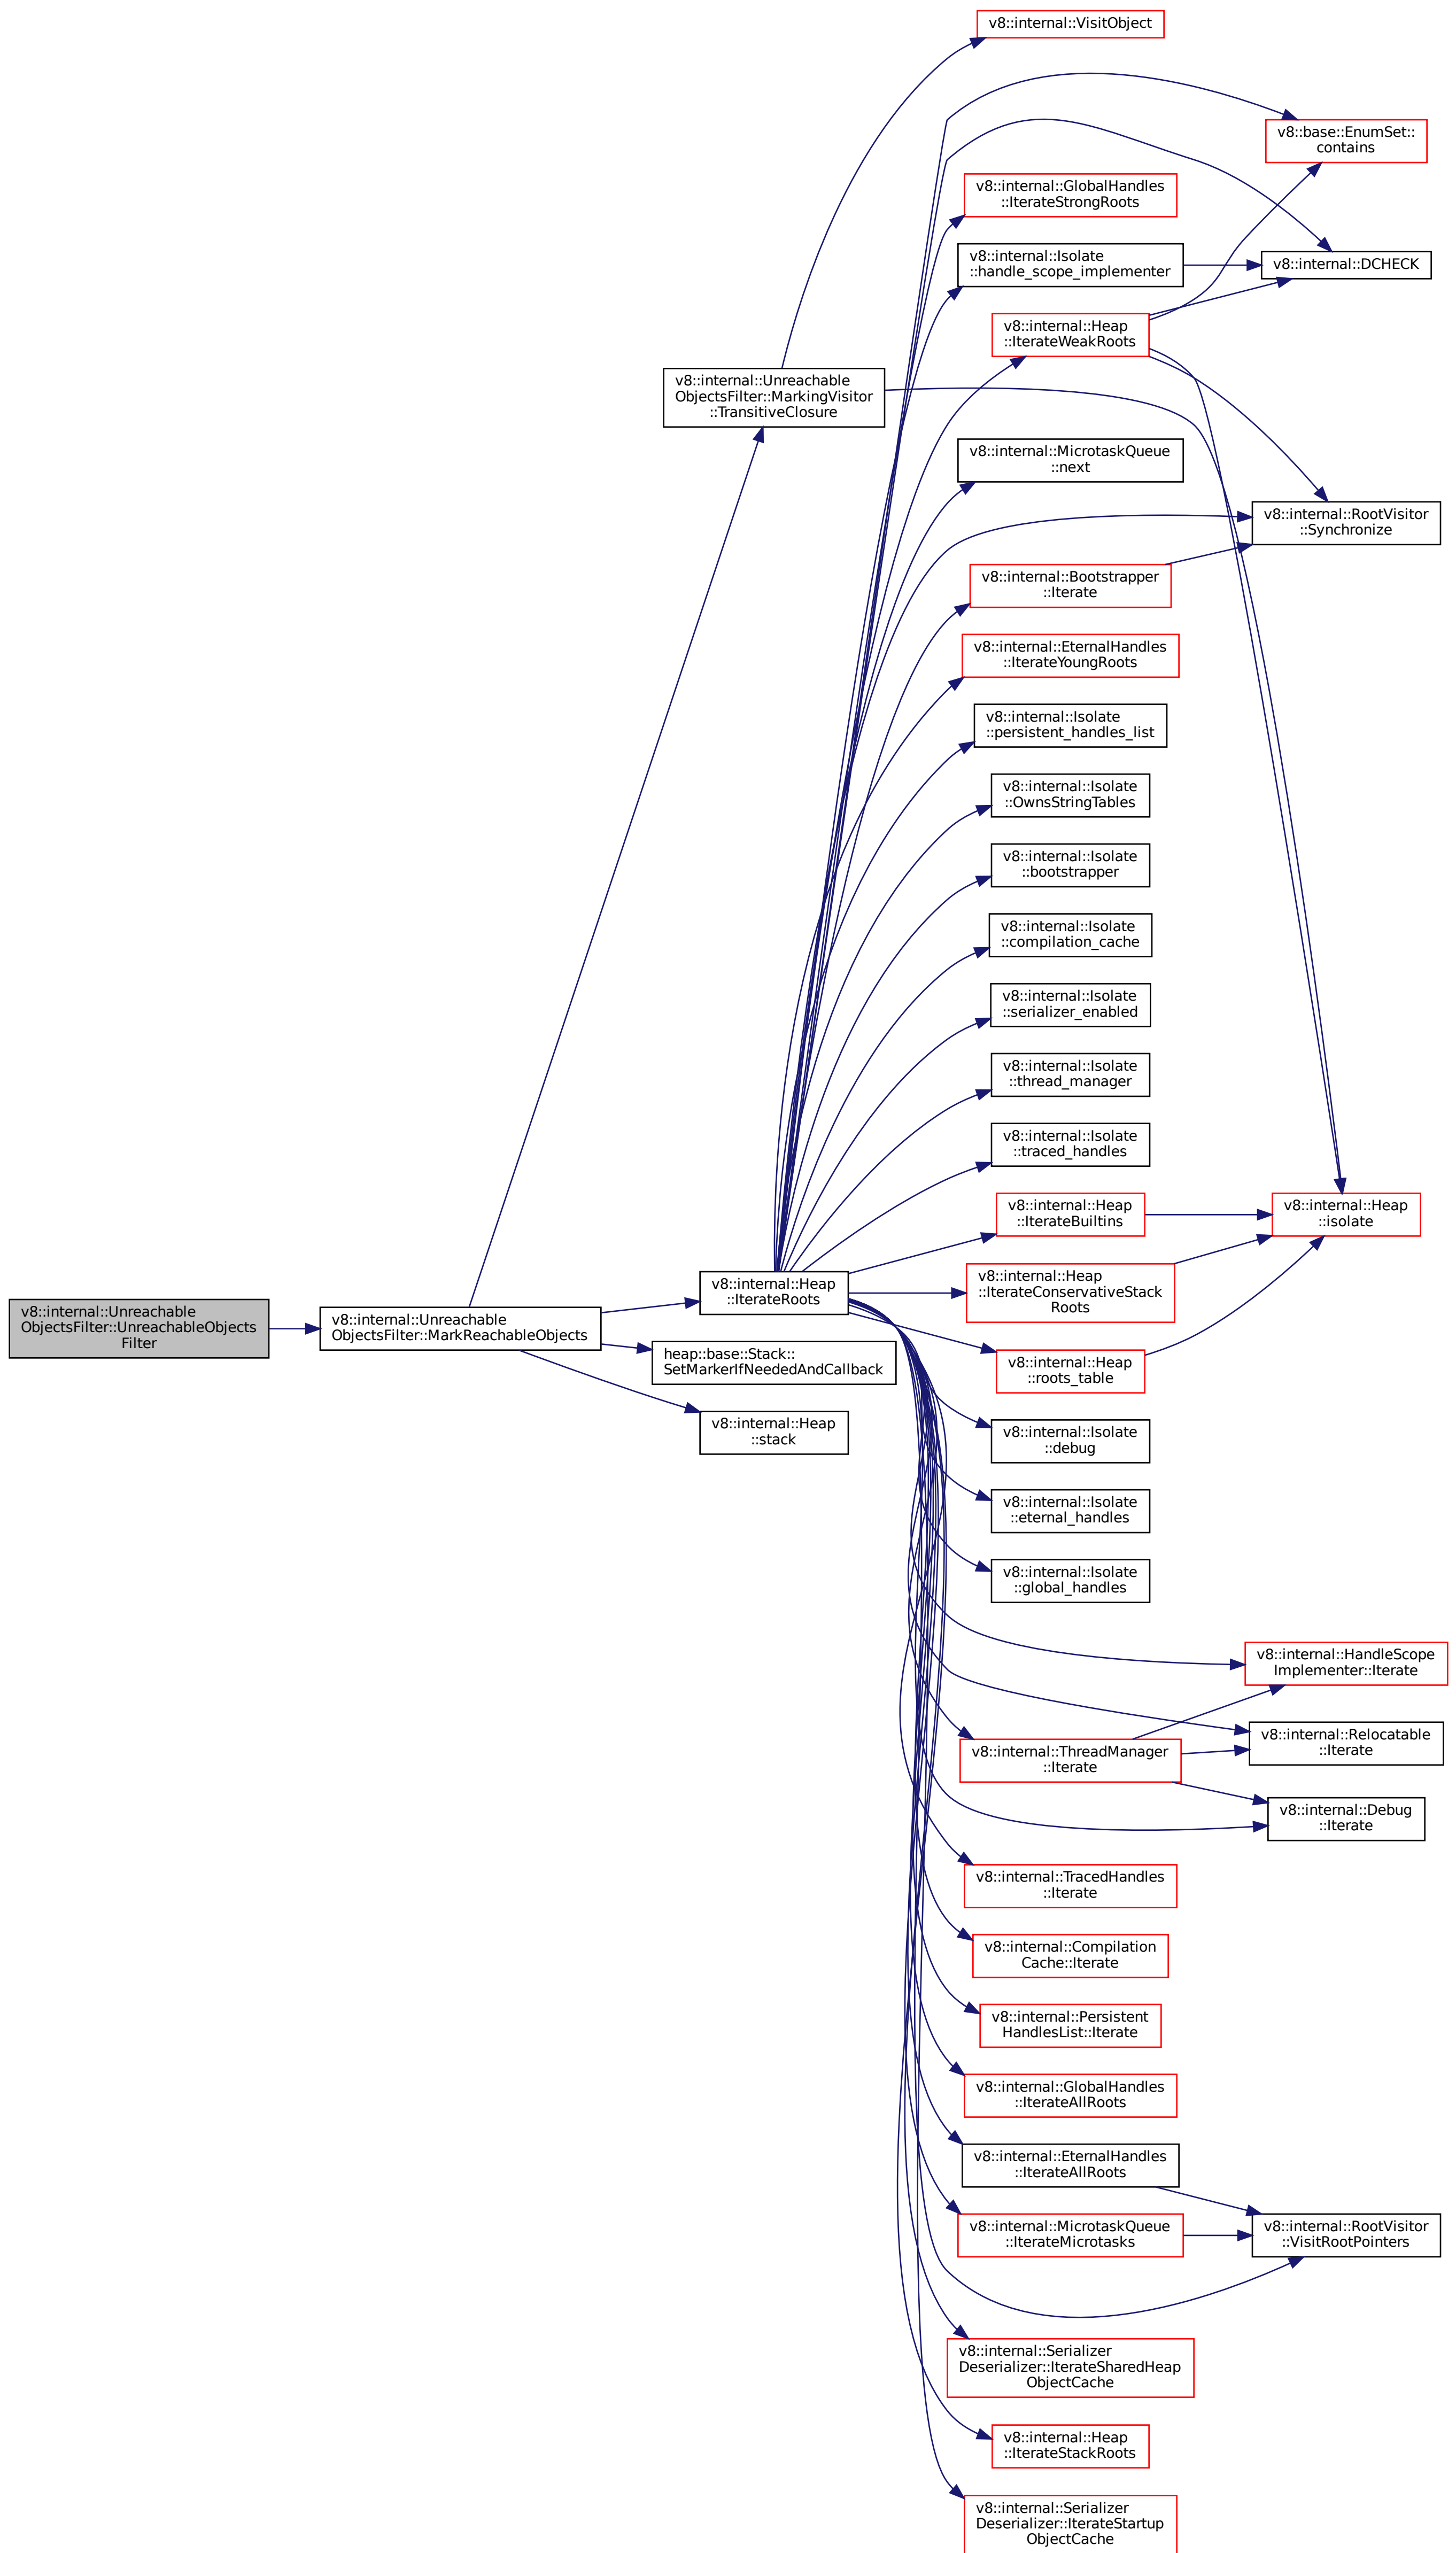 v8::internal::VisitObject
v8::base::EnumSet::
contains
v8::internal::GlobalHandles
::IterateStrongRoots
v8::internal::Isolate
::handle_scope_implementer
v8::internal::DCHECK
v8::internal::Heap
::IterateWeakRoots
v8::internal::Unreachable
ObjectsFilter::MarkingVisitor
::TransitiveClosure
v8::internal::MicrotaskQueue
::next
v8::internal::RootVisitor
::Synchronize
v8::internal::Bootstrapper
::Iterate
v8::internal::EternalHandles
::IterateYoungRoots
v8::internal::Isolate
::persistent_handles_list
v8::internal::Isolate
::OwnsStringTables
v8::internal::Isolate
::bootstrapper
v8::internal::Isolate
::compilation_cache
v8::internal::Isolate
::serializer_enabled
v8::internal::Isolate
::thread_manager
v8::internal::Isolate
::traced_handles
v8::internal::Heap
::IterateBuiltins
v8::internal::Heap
::isolate
v8::internal::Heap
::IterateConservativeStack
Roots
v8::internal::Heap
::IterateRoots
v8::internal::Unreachable
ObjectsFilter::UnreachableObjects
Filter
v8::internal::Unreachable
ObjectsFilter::MarkReachableObjects
heap::base::Stack::
SetMarkerIfNeededAndCallback
v8::internal::Heap
::roots_table
v8::internal::Heap
::stack
v8::internal::Isolate
::debug
v8::internal::Isolate
::eternal_handles
v8::internal::Isolate
::global_handles
v8::internal::HandleScope
Implementer::Iterate
v8::internal::Relocatable
::Iterate
v8::internal::ThreadManager
::Iterate
v8::internal::Debug
::Iterate
v8::internal::TracedHandles
::Iterate
v8::internal::Compilation
Cache::Iterate
v8::internal::Persistent
HandlesList::Iterate
v8::internal::GlobalHandles
::IterateAllRoots
v8::internal::EternalHandles
::IterateAllRoots
v8::internal::MicrotaskQueue
::IterateMicrotasks
v8::internal::RootVisitor
::VisitRootPointers
v8::internal::Serializer
Deserializer::IterateSharedHeap
ObjectCache
v8::internal::Heap
::IterateStackRoots
v8::internal::Serializer
Deserializer::IterateStartup
ObjectCache